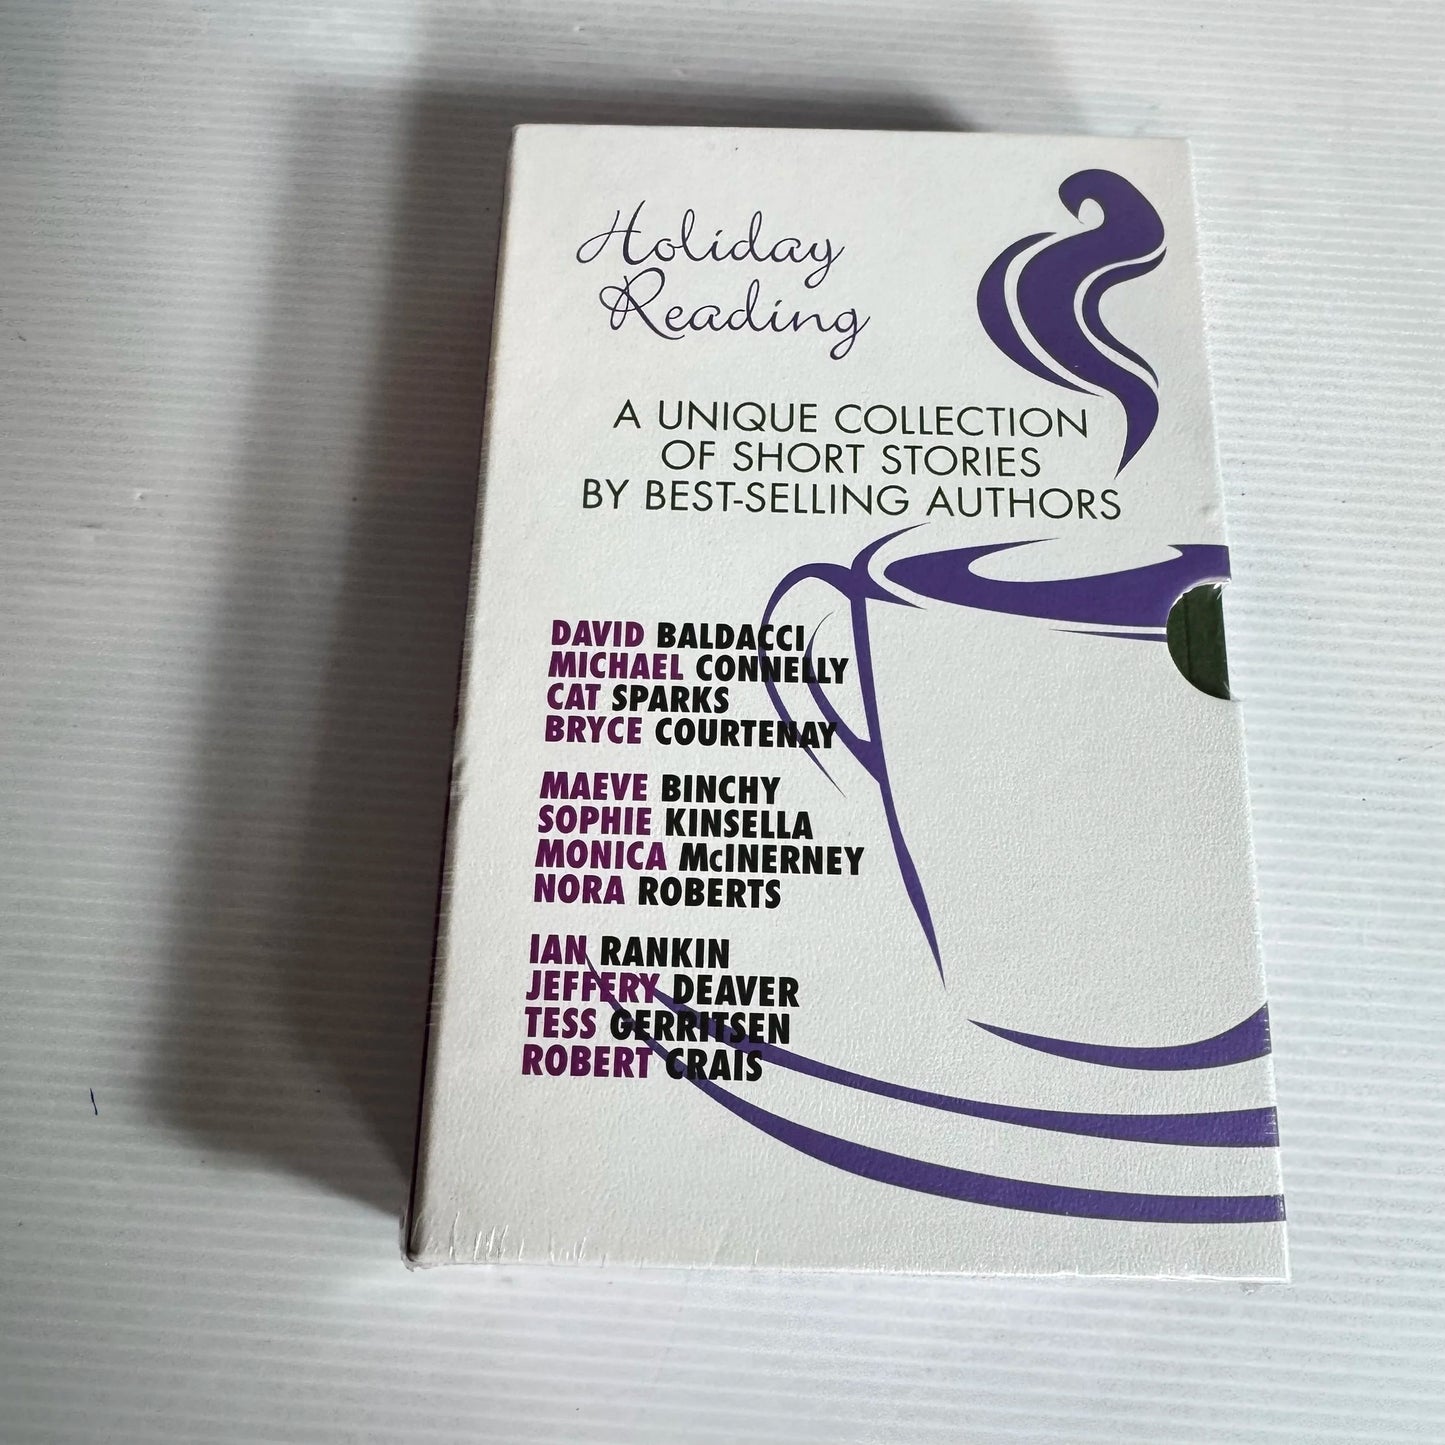 Holiday
Reading
A UNIQUE COLLECTION
OF SHORT STORIES
BY BEST-SELLING AUTHORS
DAVID BALDACCI
MICHAEL CONNELLY
CAT SPARKS
BRYCE COURTENAY
MAEVE BINCHY
SOPHIE KINSELLA
MONICA McINERNEY
NORA ROBERTS
IAN RANKIN
JEFFERY DEAVER
TESS GERRITSEN
ROBERT CRAIS